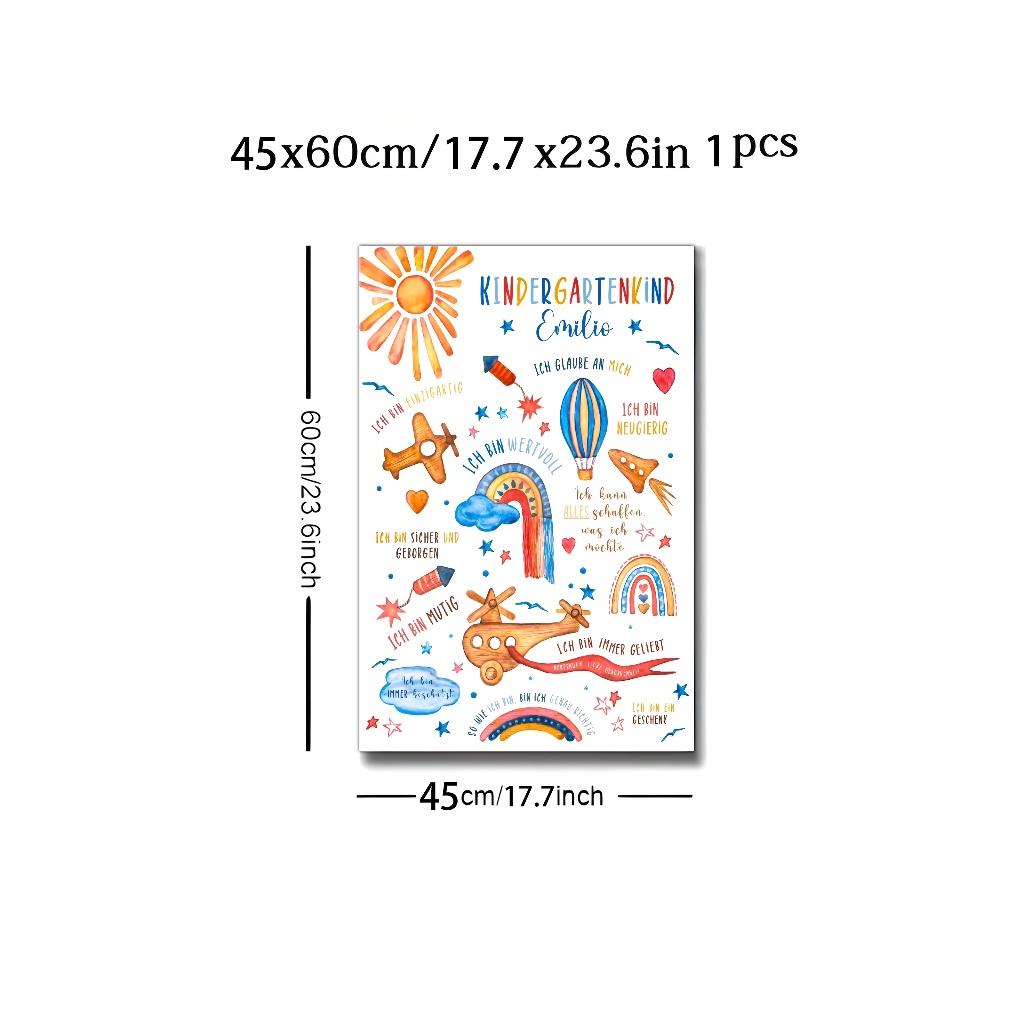 45x60cm/17.7 x23.6in 1pcs
KINDERGARTENKIND
Emilio
ICH GLAUBE AN MICH
ICH BIN EINZIGARTIG
ICH BIN
NEUGIERIG
ICH BIN WERTVOLL
Ich kann
ALLES schaffen,
was ich
möchte
ICH BIN SICHER UND
GEBORGEN
ICH BIN MUTIG
ICH BIN IMMER GELIEBT
Ich bin
IMMER beschützt
SO WIE ICH BIN, BIN ICH GENAU RICHTIG
ICH BIN EIN
GESCHENK
60cm/23.6inch
45cm/17.7inch